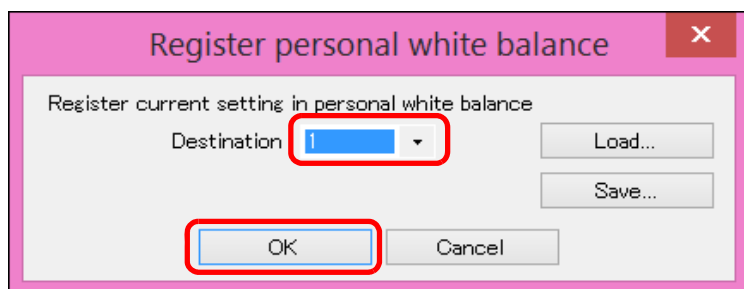 Register personal white balance
Register current setting in personal white balance
Destination 1 Load...
Save...
OK Cancel